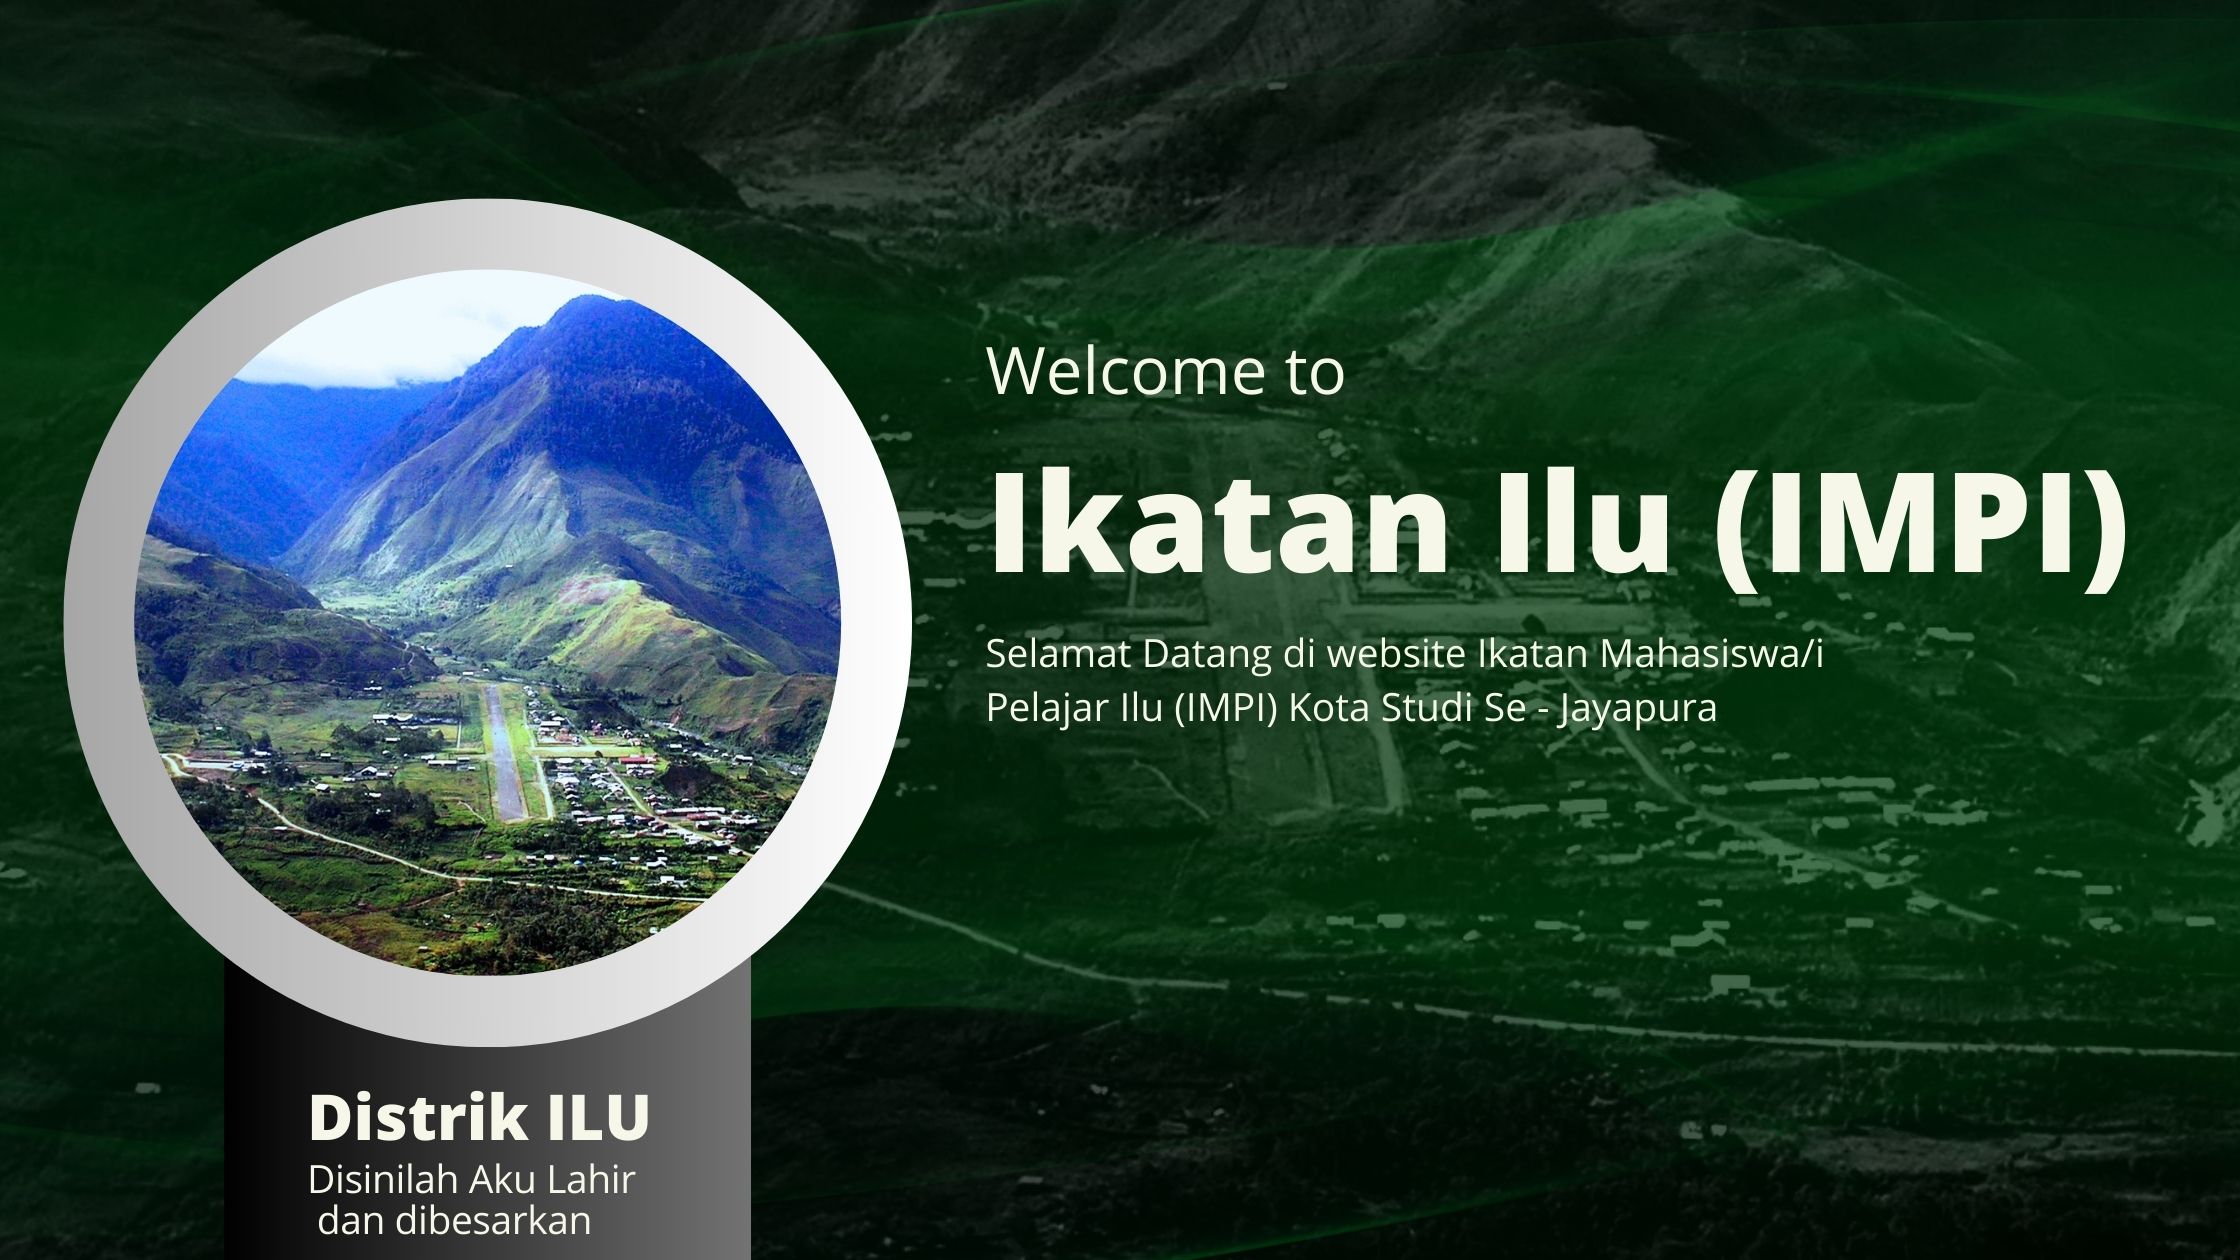 Welcome to
Ikatan Ilu (IMPI)
Selamat Datang di website Ikatan Mahasiswa/i
Pelajar Ilu (IMPI) Kota Studi Se - Jayapura
Distrik ILU
Disinilah Aku Lahir
dan dibesarkan